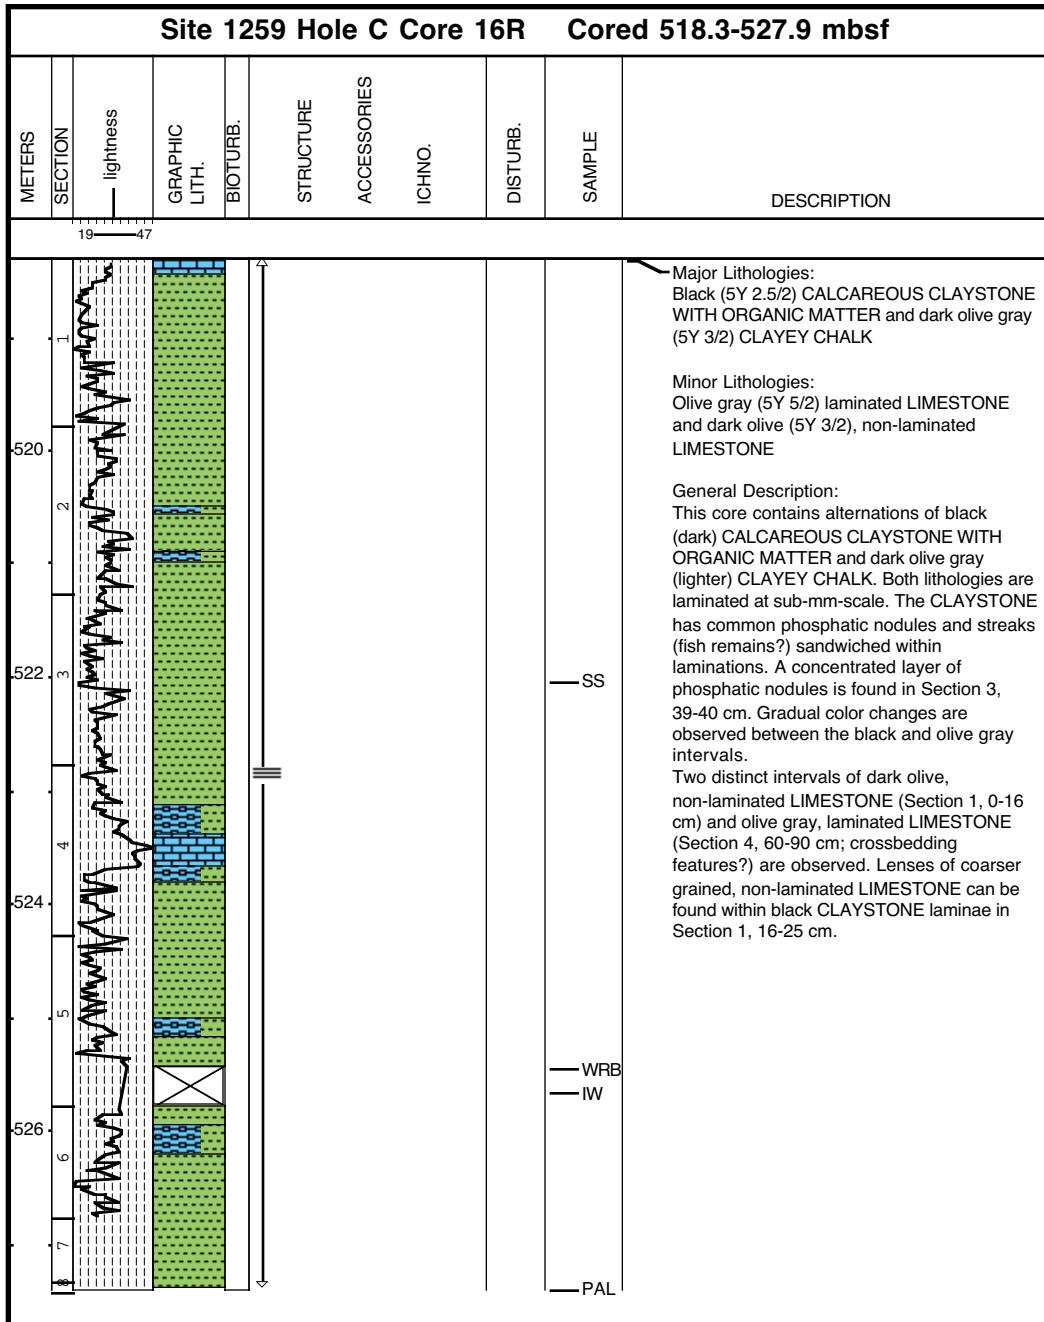 Site 1259 Hole C Core 16R Cored 518.3-527.9 mbsf
METERS
SECTION
lightness
GRAPHIC
LITH.
BIOTURB.
STRUCTURE
ACCESSORIES
ICHNO.
DISTURB.
SAMPLE
DESCRIPTION
19 47
1
520
2
522
3
4
524
5
526
6
7
8
SS
WRB
IW
PAL
Major Lithologies:
Black (5Y 2.5/2) CALCAREOUS CLAYSTONE
WITH ORGANIC MATTER and dark olive gray
(5Y 3/2) CLAYEY CHALK
Minor Lithologies:
Olive gray (5Y 5/2) laminated LIMESTONE
and dark olive (5Y 3/2), non-laminated
LIMESTONE
General Description:
This core contains alternations of black
(dark) CALCAREOUS CLAYSTONE WITH
ORGANIC MATTER and dark olive gray
(lighter) CLAYEY CHALK. Both lithologies are
laminated at sub-mm-scale. The CLAYSTONE
has common phosphatic nodules and streaks
(fish remains?) sandwiched within
laminations. A concentrated layer of
phosphatic nodules is found in Section 3,
39-40 cm. Gradual color changes are
observed between the black and olive gray
intervals.
Two distinct intervals of dark olive,
non-laminated LIMESTONE (Section 1, 0-16
cm) and olive gray, laminated LIMESTONE
(Section 4, 60-90 cm; crossbedding
features?) are observed. Lenses of coarser
grained, non-laminated LIMESTONE can be
found within black CLAYSTONE laminae in
Section 1, 16-25 cm.